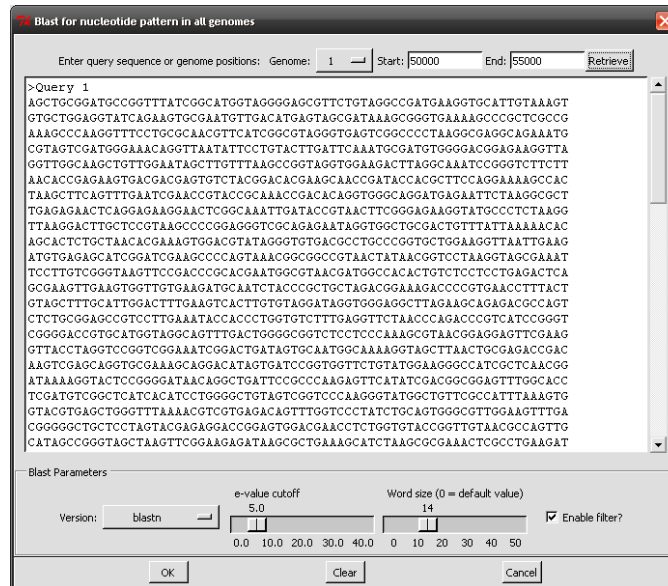 Blast for nucleotide pattern in all genomes
Enter query sequence or genome positions: Genome: 1 Start: 50000 End: 55000 Retrieve
>Query 1
AGCTGCGGATGCCGGTTTATCGGCATGGTAGGGGAGCGTTCTGTAGGCCGATGAAGGTGCATTGTAAAGT
GTGCTGGAGGTATCAGAAGTGCGAATGTTGACATGAGTAGCGATAAAGCGGGTGAAAAGCCCGCTCGCCG
AAAGCCCAAGGTTTCCTGCGCAACGTTCATCGGCGTAGGGTGAGTCGGCCCCTAAGGCGAGGCAGAAATG
CGTAGTCGATGGGAAACAGGTTAATATTCCTGTACTTGATTCAAATGCGATGTGGGGACGGAGAAGGTTA
GGTTGGCAAGCTGTTGGAATAGCTTGTTTAAGCCGGTAGGTGGAAGACTTAGGCAAATCCGGGTCTTCTT
AACACCGAGAAGTGACGACGAGTGTCTACGGACACGAAGCAACCGATACCACGCTTCCAGGAAAAGCCAC
TAAGCTTCAGTTTGAATCGAACCGTACCGCAAACCGACACAGGTGGGCAGGATGAGAATTCTAAGGCGCT
TGAGAGAACTCAGGAGAAGGAACTCGGCAAATTGATACCGTAACTTCGGGAGAAGGTATGCCCTCTAAGG
TTAAGGACTTGCTCCGTAAGCCCCGGAGGGTCGCAGAGAATAGGTGGCTGCGACTGTTTATTAAAAACAC
AGCACTCTGCTAACACGAAAGTGGACGTATAGGGTGTGACGCCTGCCCGGTGCTGGAAGGTTAATTGAAG
ATGTGAGAGCATCGGATCGAAGCCCCAGTAAACGGCGGCCGTAACTATAACGGTCCTAAGGTAGCGAAAT
TCCTTGTCGGGTAAGTTCCGACCCGCACGAATGGCGTAACGATGGCCACACTGTCTCCTCCTGAGACTCA
GCGAAGTTGAAGTGGTTGTGAAGATGCAATCTACCCGCTGCTAGACGGAAAGACCCCGTGAACCTTTACT
GTAGCTTTGCATTGGACTTTGAAGTCACTTGTGTAGGATAGGTGGGAGGCTTAGAAGCAGAGACGCCAGT
CTCTGCGGAGCCGTCCTTGAAATACCACCCTGGTGTCTTTGAGGTTCTAACCCAGACCCGTCATCCGGGT
CGGGGACCGTGCATGGTAGGCAGTTTGACTGGGGCGGTCTCCTCCCAAAGCGTAACGGAGGAGTTCGAAG
GTTACCTAGGTCCGGTCGGAAATCGGACTGATAGTGCAATGGCAAAAGGTAGCTTAACTGCGAGACCGAC
AAGTCGAGCAGGTGCGAAAGCAGGACATAGTGATCCGGTGGTTCTGTATGGAAGGGCCATCGCTCAACGG
ATAAAAGGTACTCCGGGGATAACAGGCTGATTCCGCCCAAGAGTTCATATCGACGGCGGAGTTTGGCACC
TCGATGTCGGCTCATCACATCCTGGGGCTGTAGTCGGTCCCAAGGGTATGGCTGTTCGCCATTTAAAGTG
GTACGTGAGCTGGGTTTAAAACGTCGTGAGACAGTTTGGTCCCTATCTGCAGTGGGCGTTGGAAGTTTGA
CGGGGGCTGCTCCTAGTACGAGAGGACCGGAGTGGACGAACCTCTGGTGTACCGGTTGTAACGCCAGTTG
CATAGCCGGGTAGCTAAGTTCGGAAGAGATAAGCGCTGAAAGCATCTAAGCGCGAAACTCGCCTGAAGAT
Blast Parameters
e-value cutoff Word size (0 = default value)
Version: blastn 5.0 14 Enable filter?
0.0 10.0 20.0 30.0 40.0 0 10 20 30 40 50
OK Clear Cancel